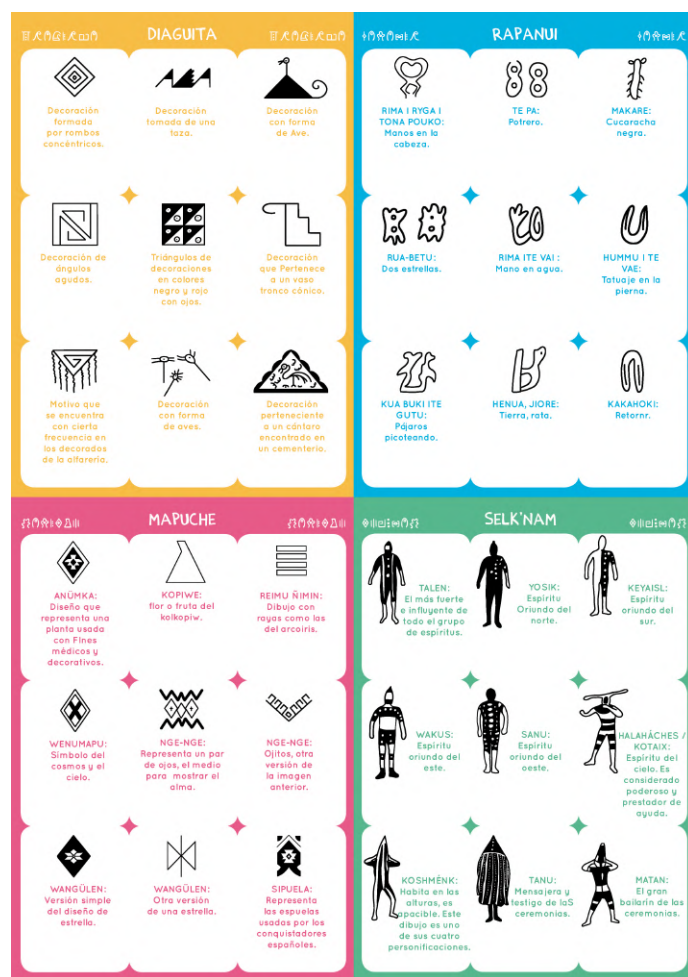 DIAGUITA
Decoración
formado
por rombos
concéntricos.
Decoración
tomada de una
taza.
Decoración
con forma
de Ave.
Decoración de
ángulos
agudos.
Triángulos de
decoraciones
en colores
negro y rojo
con ojos.
Decoración
que Pertenece
a un vaso
tronco cónico.
Motivo que
se encuentra
con cierta
frecuencia en
los decorados
de la alfarería.
Decoración
con forma
de aves.
Decoración
perteneciente
a un cántaro
encontrado en
un cementerio.
RAPANUI
RIMA I RYGA I
TONA POUKO:
Manos en la
cabeza.
TE PA:
Potrero.
MAKARE:
Cucaracha
negra.
RUA-BETU:
Dos estrellas.
RIMA ITE VAI :
Mano en agua.
HUMMU I TE
VAE:
Tatuaje en la
pierna.
KUA BUKI ITE
GUTU:
Pájaros
picoteando.
HENUA, JIORE:
Tierra, rata.
KAKAHOKI:
Retornr.
MAPUCHE
ANÜMKA:
Diseño que
representa una
planta usada
con FInes
médicos y
decorativos.
KOPIWE:
flor o fruta del
kolkopiw.
REIMU ÑIMIN:
Dibujo con
rayas como las
del arcoiris.
WENUMAPU:
Símbolo del
cosmos y el
cielo.
NGE-NGE:
Representa un par
de ojos, el medio
para mostrar el
alma.
NGE-NGE:
Ojitos, otra
versión de
la imagen
anterior.
WANGÜLEN:
Versión simple
del diseño de
estrella.
WANGÜLEN:
Otra versión
de una estrella.
SIPUELA:
Representa
las espuelas
usadas por los
conquistadores
españoles.
SELK'NAM
TALEN:
El más fuerte
o influyente de
todo el grupo
de espíritus.
YOSIK:
Espíritu
Oriundo del
norte.
KEYAISL:
Espíritu
oriundo del
sur.
WAKUS:
Espíritu
oriundo del
este.
SANU:
Espíritu
oriundo del
oeste.
HALAHÁCHES /
KOTAIX:
Espíritu del
cielo. Es
considerado
poderoso y
prestador de
ayuda.
KOSHMÉNK:
Habita en las
alturas, es
apacible. Este
dibujo es uno
de sus cuatro
personificaciones.
TANU:
Mensajera y
testigo de laS
ceremonias.
MATAN:
El gran
bailarín de las
ceremonias.